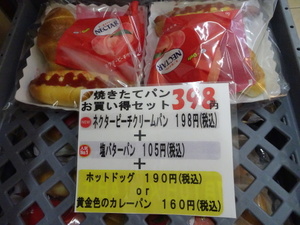 NECTAR
NECTAR
焼きたてパン
お買い得セット 398円
ネクターピーチクリームパン 198円(税込)
+
塩バターパン 105円(税込)
+
ホットドッグ 190円(税込)
or
黄金色のカレーパン 160円(税込)